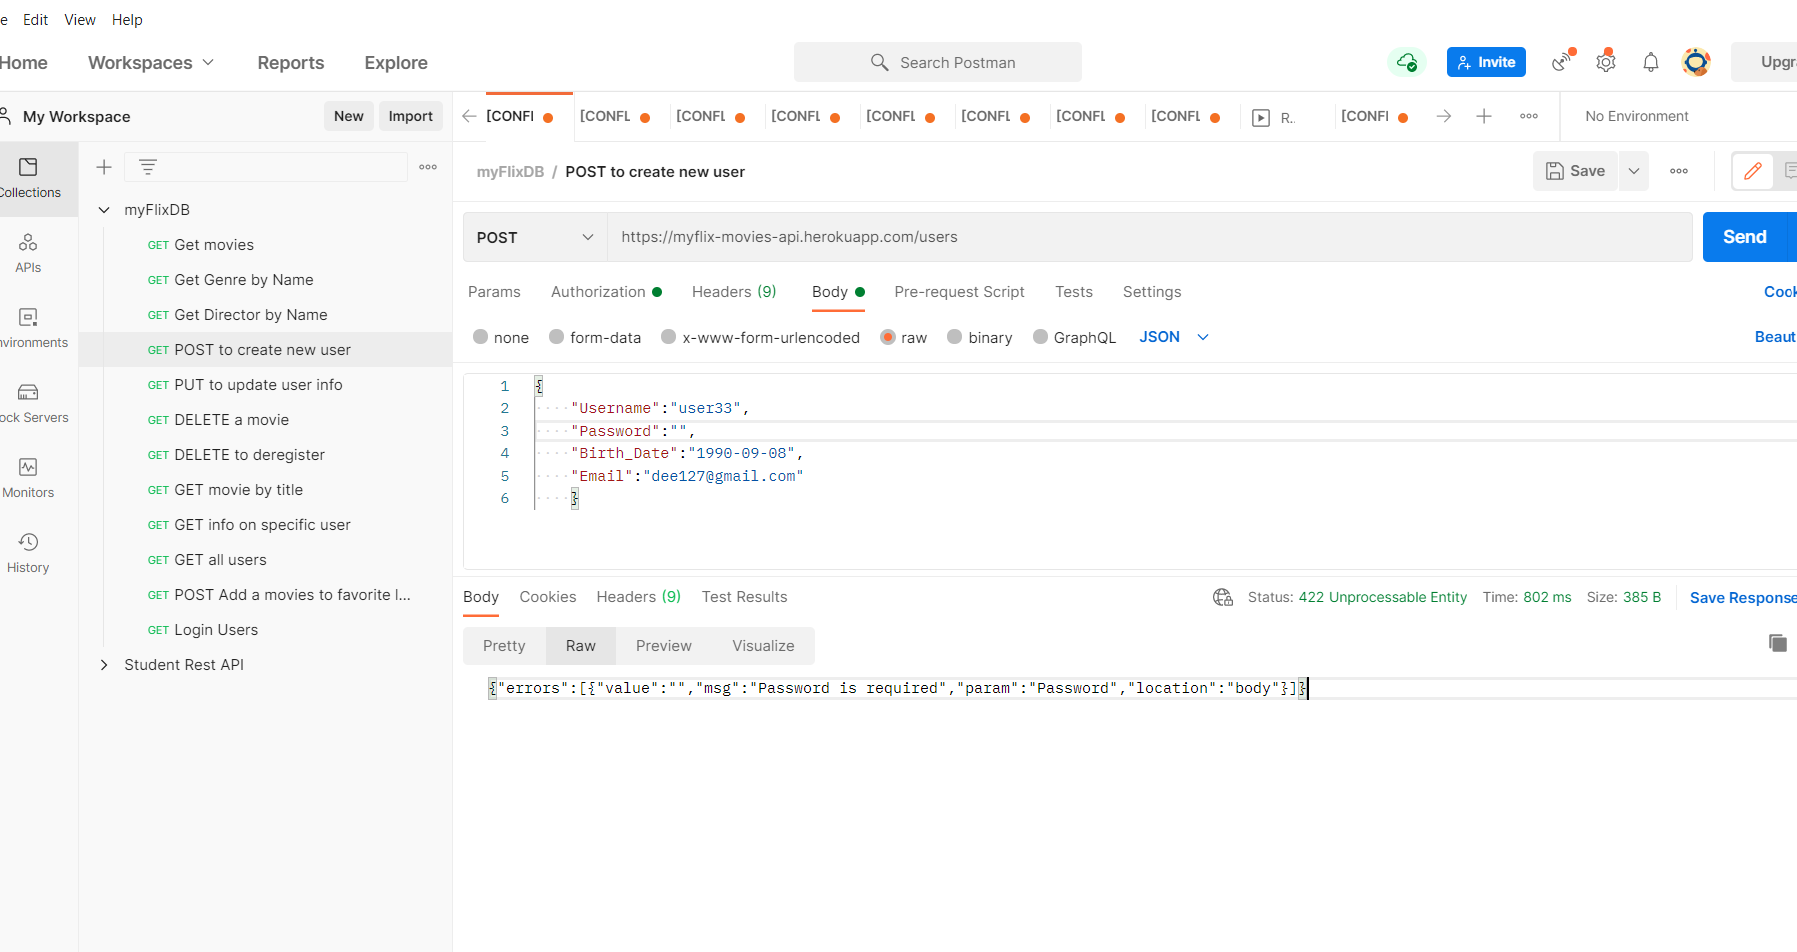 e Edit View Help
Home Workspaces Reports Explore Search Postman Invite Upgr
My Workspace New Import [CONFI [CONFL [CONFL [CONFL [CONFL [CONFL [CONFL [CONFL R. [CONFI No Environment
Collections
APIs
nvironments
ock Servers
Monitors
History
myFlixDB
GET Get movies
GET Get Genre by Name
GET Get Director by Name
GET POST to create new user
GET PUT to update user info
GET DELETE a movie
GET DELETE to deregister
GET GET movie by title
GET GET info on specific user
GET GET all users
GET POST Add a movies to favorite l...
GET Login Users
Student Rest API
myFlixDB / POST to create new user Save
POST https://myflix-movies-api.herokuapp.com/users Send
Params Authorization Headers (9) Body Pre-request Script Tests Settings Cook
none form-data x-www-form-urlencoded raw binary GraphQL JSON Beaut
1 {
2 "Username":"user33",
3 "Password":"",
4 "Birth_Date":"1990-09-08",
5 "Email":"dee127@gmail.com"
6 }
Body Cookies Headers (9) Test Results Status: 422 Unprocessable Entity Time: 802 ms Size: 385 B Save Response
Pretty Raw Preview Visualize
{"errors":[{"value":"","msg":"Password is required","param":"Password","location":"body"}]}